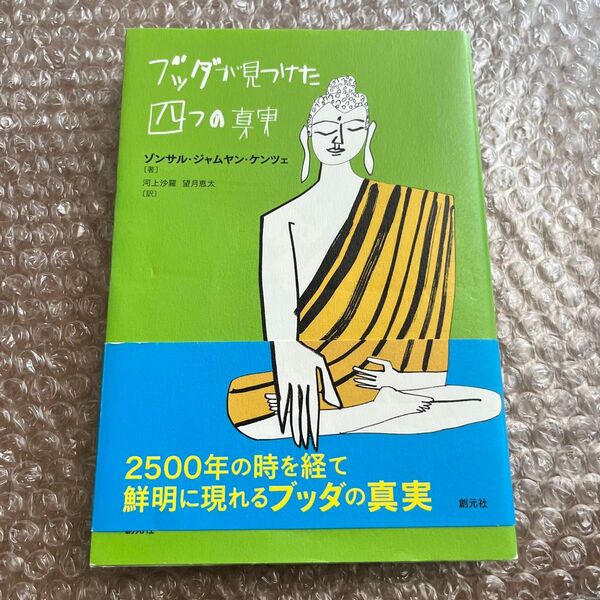 ブッダが見つけた
四つの真実
ゾンサル・ジャムヤン・ケンツェ
〔著〕
河上沙羅 望月恵太
〔訳〕
2500年の時を経て
鮮明に現れるブッダの真実
創元社
創元社